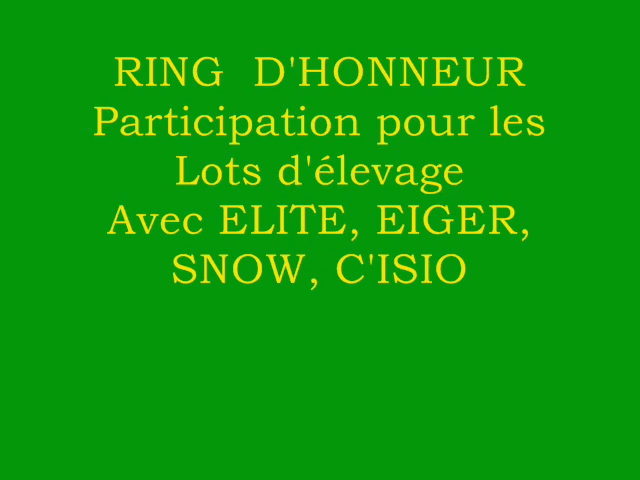 RING  D'HONNEUR
Participation pour les
Lots d'élevage
Avec ELITE, EIGER,
SNOW, C'ISIO